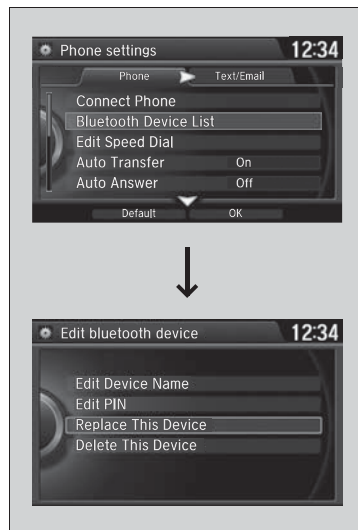 Phone settings 12:34
Phone Text/Email
Connect Phone
Bluetooth Device List
Edit Speed Dial
Auto Transfer On
Auto Answer Off
Default OK
Edit bluetooth device 12:34
Edit Device Name
Edit PIN
Replace This Device
Delete This Device